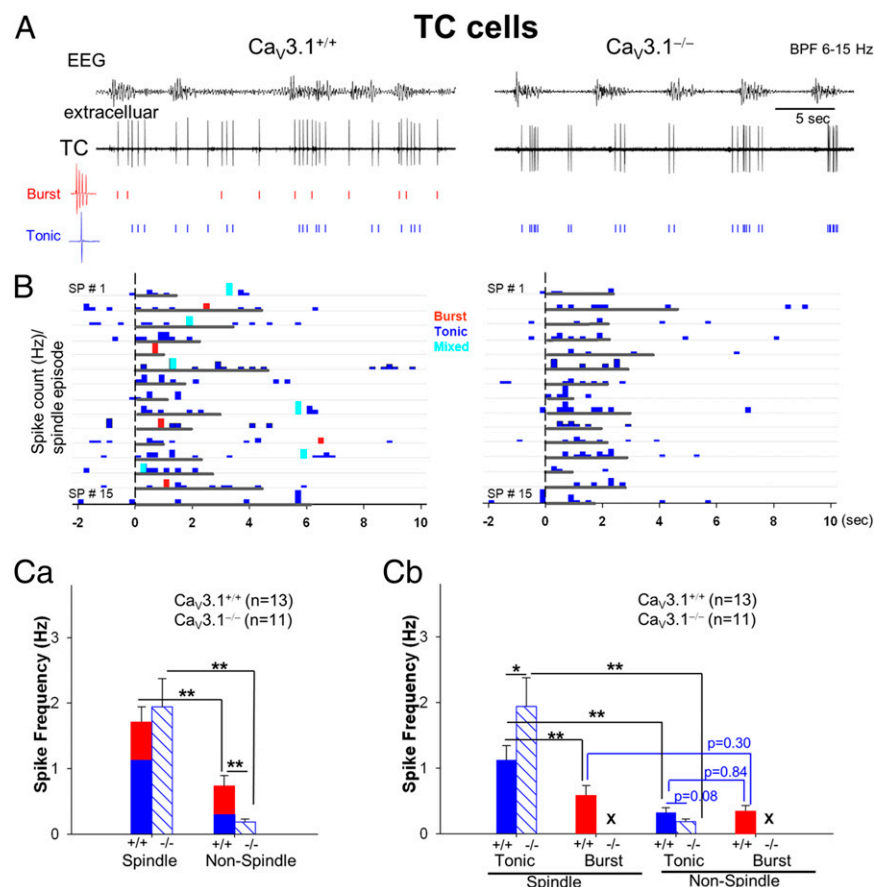 A
TC cells
CaV3.1+/+
CaV3.1−/−
BPF 6-15 Hz
EEG
extracelluar
5 sec
TC
Burst
Tonic
B
SP # 1
SP # 1
Burst
Tonic
Mixed
Spike count (Hz)/
spindle episode
SP # 15
SP # 15
-2 0 2 4 6 8 10
-2 0 2 4 6 8 10 (sec)
Ca
CaV3.1+/+ (n=13)
CaV3.1−/− (n=11)
Spike Frequency (Hz)
3
2
1
0
**
**
**
+/+ -/- +/+ -/-
Spindle Non-Spindle
Cb
CaV3.1+/+ (n=13)
CaV3.1−/− (n=11)
Spike Frequency (Hz)
3
2
1
0
*
**
**
**
p=0.30
p=0.84
p=0.08
X
X
+/+ -/- +/+ -/- +/+ -/- +/+ -/-
Tonic Burst Tonic Burst
Spindle Non-Spindle